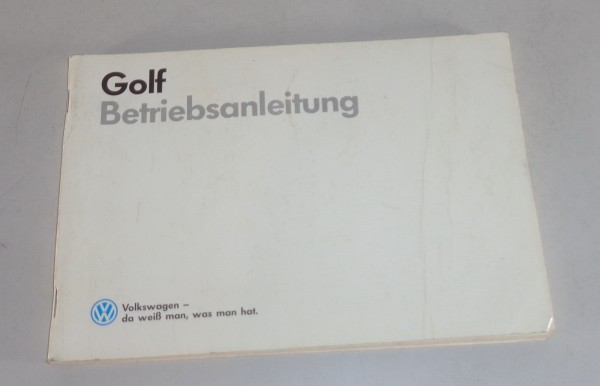 Golf
Betriebsanleitung
Volkswagen –
da weiß man, was man hat.